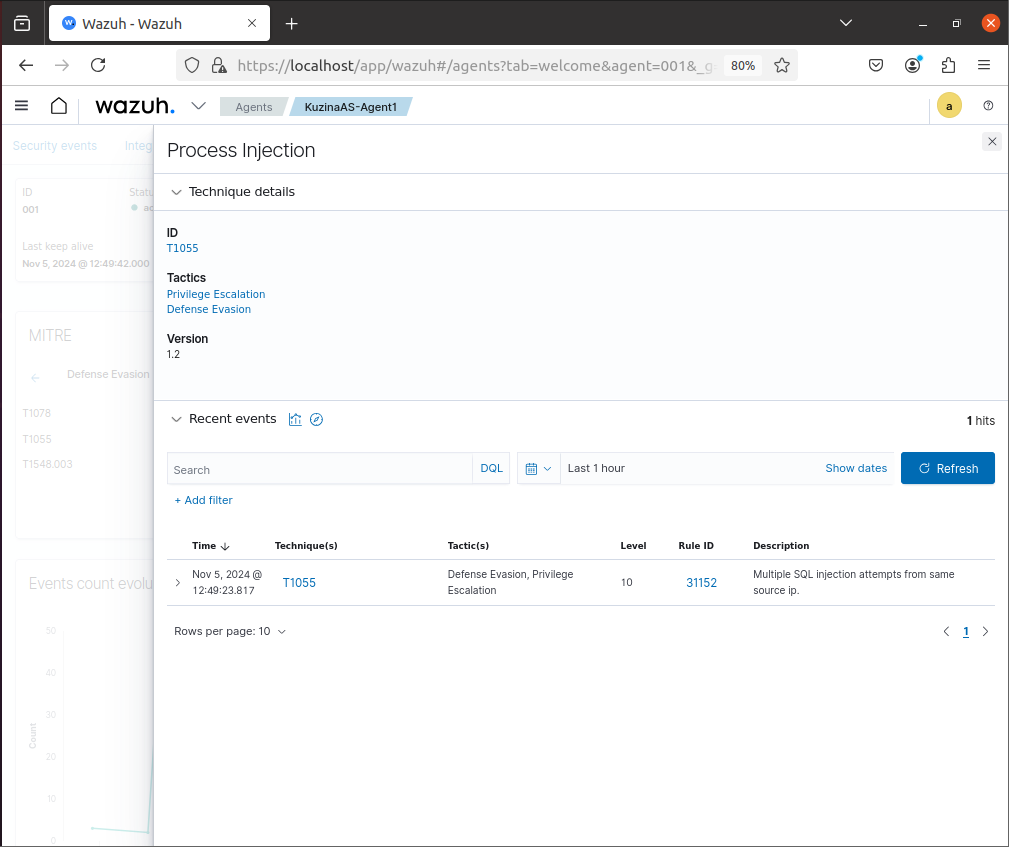 Wazuh - Wazuh
https://localhost/app/wazuh#/agents?tab=welcome&agent=001&_g
80%
wazuh.
Agents
KuzinaAS-Agent1
a
Security events
Integ
Process Injection
Technique details
ID
001
Statu
ac
Last keep alive
Nov 5, 2024 @ 12:49:42.000
ID
T1055
Tactics
Privilege Escalation
Defense Evasion
Version
1.2
MITRE
Defense Evasion
T1078
T1055
T1548.003
Recent events
1 hits
Search
DQL
Last 1 hour
Show dates
Refresh
+ Add filter
Time Technique(s) Tactic(s) Level Rule ID Description
Nov 5, 2024 @
12:49:23.817
T1055
Defense Evasion, Privilege
Escalation
10
31152
Multiple SQL injection attempts from same
source ip.
Rows per page: 10
1
Events count evolu
50
40
30
20
10
0
Count